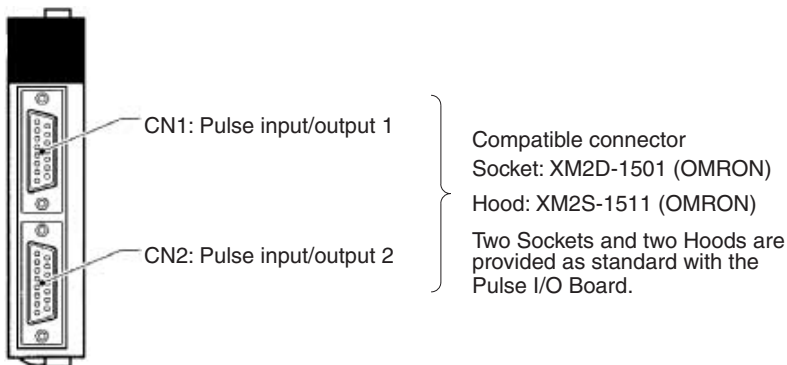 CN1: Pulse input/output 1
CN2: Pulse input/output 2
Compatible connector
Socket: XM2D-1501 (OMRON)
Hood: XM2S-1511 (OMRON)
Two Sockets and two Hoods are
provided as standard with the
Pulse I/O Board.